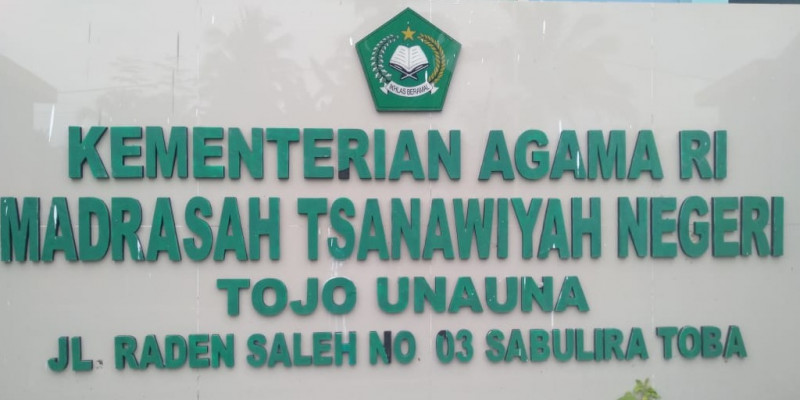 IKHLAS BERAMAL
KEMENTERIAN AGAMA RI
MADRASAH TSANAWIYAH NEGERI
TOJO UNAUNA
JL. RADEN SALEH NO. 03 SABULIRA TOBA